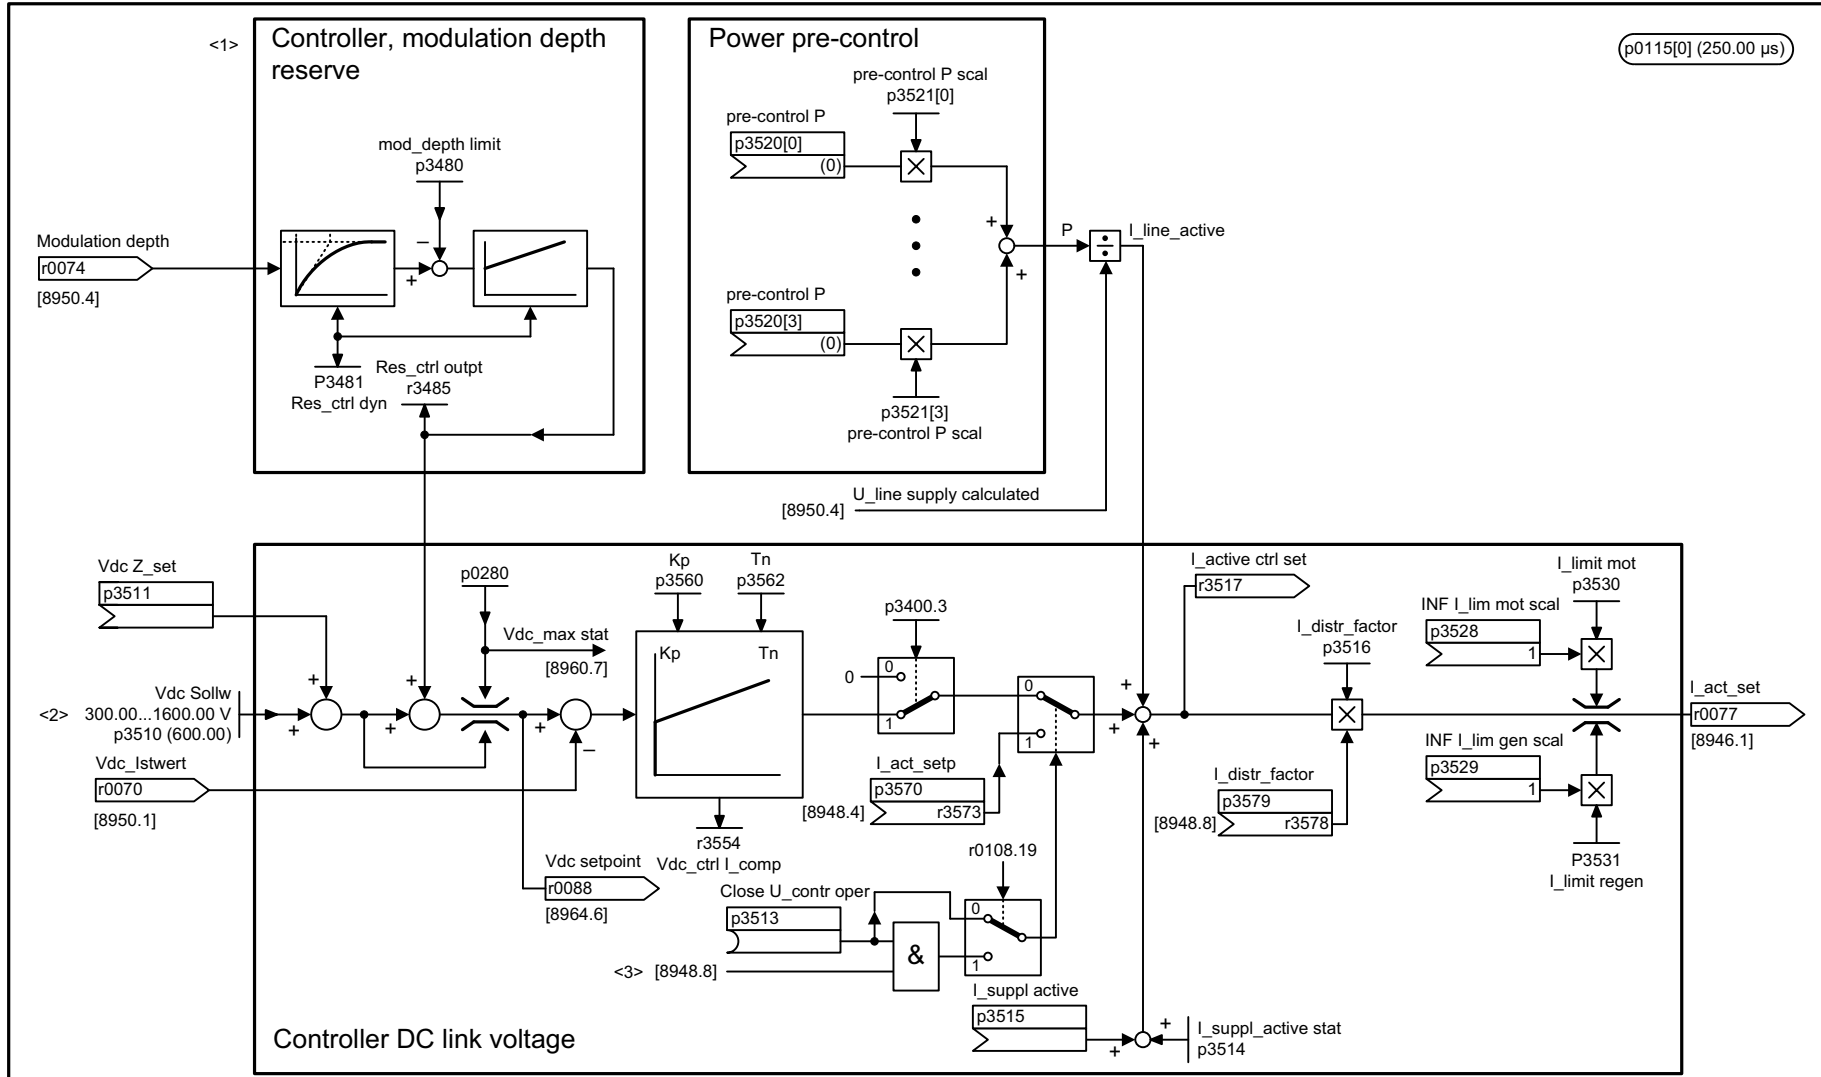 <1>
Controller, modulation depth
reserve
Power pre-control
p0115[0] (250.00 µs)
pre-control P scal
p3521[0]
pre-control P
p3520[0]
(0)
mod_depth limit
p3480
–
+
Modulation depth
r0074
[8950.4]
+
+
P
I_line_active
pre-control P
p3520[3]
(0)
P3481
Res_ctrl dyn
Res_ctrl outpt
r3485
p3521[3]
pre-control P scal
U_line supply calculated
[8950.4]
Vdc Z_set
p3511
p0280
Kp
p3560
Tn
p3562
I_active ctrl set
r3517
I_limit mot
p3530
p3400.3
INF I_lim mot scal
p3528
1
I_distr_factor
p3516
Vdc_max stat
[8960.7]
Kp
Tn
0
0
1
0
1
+
+
+
<2>
Vdc Sollw
300.00...1600.00 V
p3510 (600.00)
+
+
+
+
+
–
I_act_set
r0077
[8946.1]
Vdc_Istwert
r0070
[8950.1]
I_act_setp
p3570
r3573
[8948.4]
I_distr_factor
p3579
r3578
[8948.8]
INF I_lim gen scal
p3529
1
P3531
I_limit regen
r3554
Vdc_ctrl I_comp
Vdc setpoint
r0088
[8964.6]
r0108.19
Close U_contr oper
p3513
0
1
&
<3> [8948.8]
I_suppl active
p3515
+
+
I_suppl_active stat
p3514
Controller DC link voltage